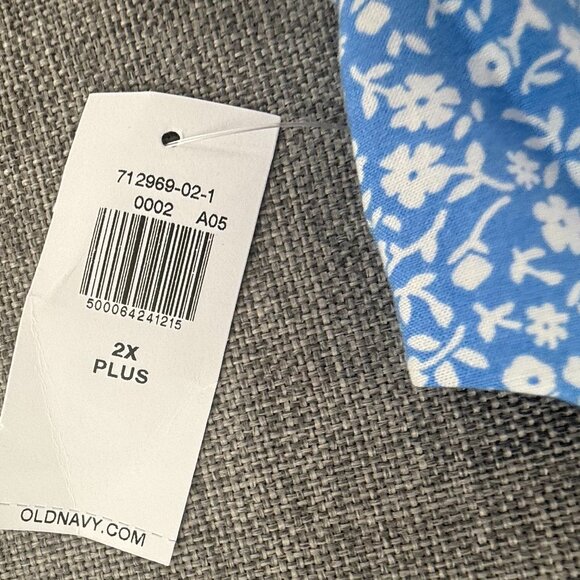 712969-02-1
0002 A05
500064241215
2X
PLUS
OLDNAVY.COM